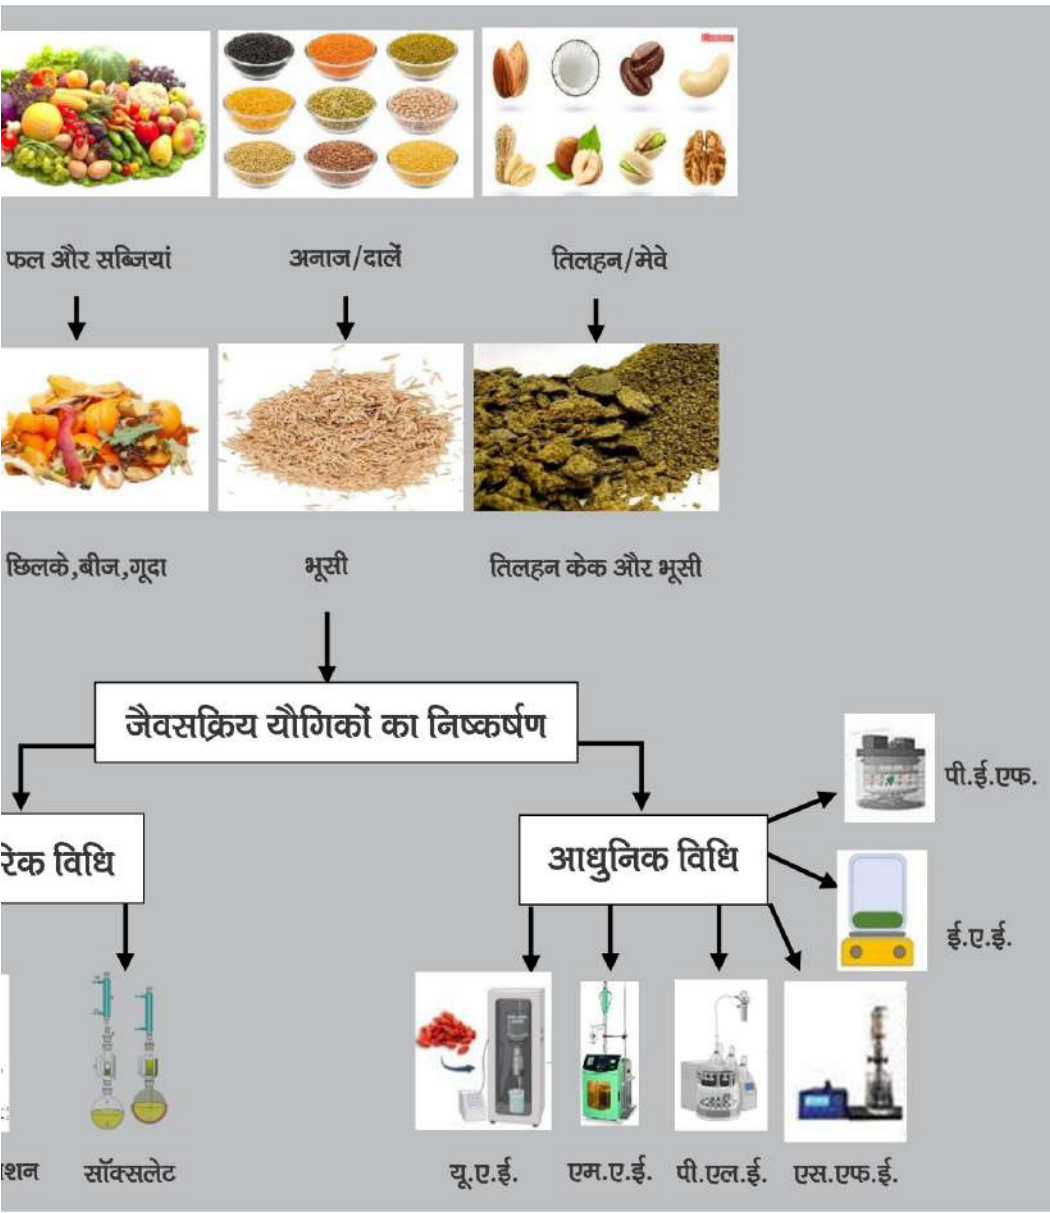 फल और सब्जियां
अनाज/दालें
तिलहन/मेवे
छिलके,बीज,गूदा
भूसी
तिलहन केक और भूसी
जैवसक्रिय यौगिकों का निष्कर्षण
पी.ई.एफ.
रिक विधि
आधुनिक विधि
ई.ए.ई.
शन
सॉक्सलेट
यू.ए.ई.
एम.ए.ई.
पी.एल.ई.
एस.एफ.ई.